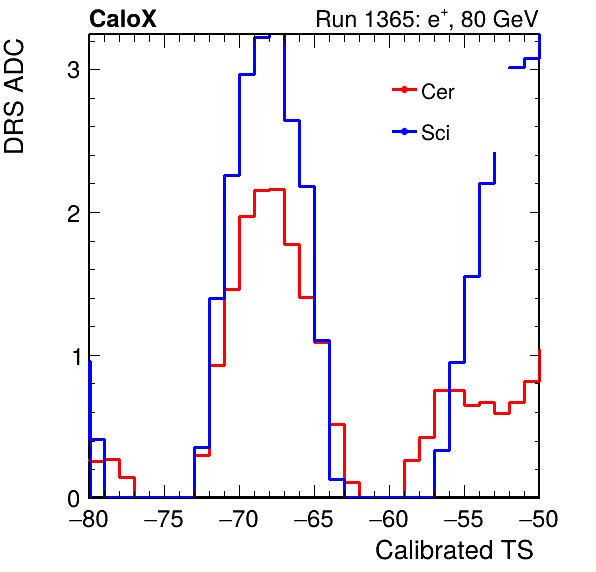 CaloX Run 1365: e⁺, 80 GeV
DRS ADC
Cer
Sci
3
2
1
0
−80 −75 −70 −65 −60 −55 −50
Calibrated TS